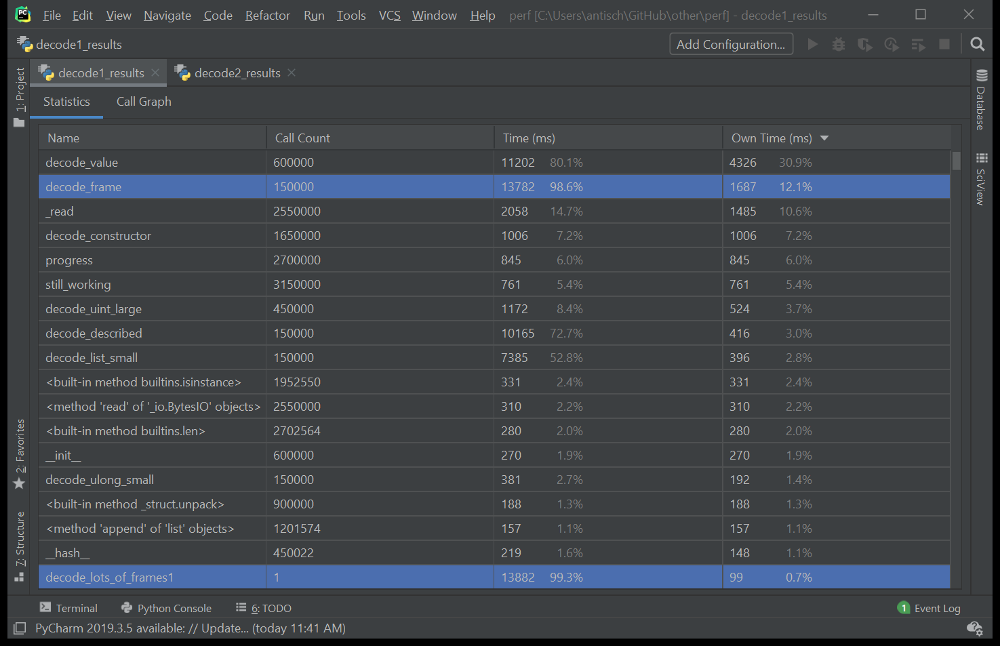 PC File Edit View Navigate Code Refactor Run Tools VCS Window Help perf [C:\Users\antisch\GitHub\other\perf] - decode1_results
decode1_results Add Configuration...
1: Project decode1_results decode2_results
Statistics Call Graph
Database
SciView
Name Call Count Time (ms) Own Time (ms)
decode_value 600000 11202 80.1% 4326 30.9%
decode_frame 150000 13782 98.6% 1687 12.1%
_read 2550000 2058 14.7% 1485 10.6%
decode_constructor 1650000 1006 7.2% 1006 7.2%
progress 2700000 845 6.0% 845 6.0%
still_working 3150000 761 5.4% 761 5.4%
decode_uint_large 450000 1172 8.4% 524 3.7%
decode_described 150000 10165 72.7% 416 3.0%
decode_list_small 150000 7385 52.8% 396 2.8%
<built-in method builtins.isinstance> 1952550 331 2.4% 331 2.4%
<method 'read' of '_io.BytesIO' objects> 2550000 310 2.2% 310 2.2%
<built-in method builtins.len> 2702564 280 2.0% 280 2.0%
__init__ 600000 270 1.9% 270 1.9%
decode_ulong_small 150000 381 2.7% 192 1.4%
<built-in method _struct.unpack> 900000 188 1.3% 188 1.3%
<method 'append' of 'list' objects> 1201574 157 1.1% 157 1.1%
__hash__ 450022 219 1.6% 148 1.1%
decode_lots_of_frames1 1 13882 99.3% 99 0.7%
2: Favorites
7: Structure
Terminal Python Console 6: TODO 1 Event Log
PyCharm 2019.3.5 available: // Update... (today 11:41 AM)